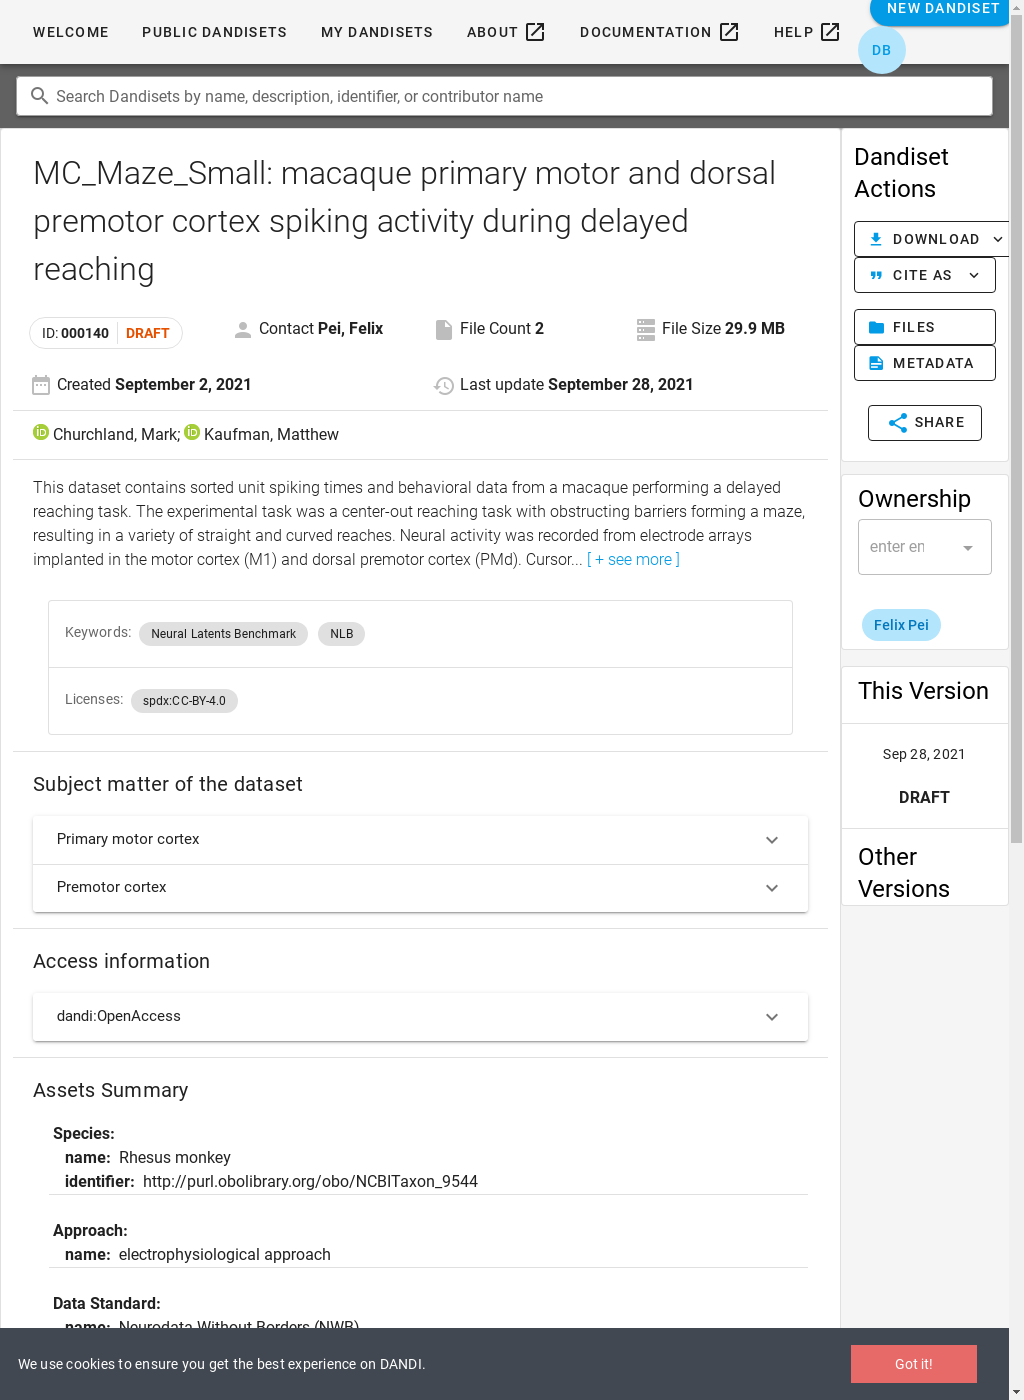 WELCOME
PUBLIC DANDISETS
MY DANDISETS
ABOUT
DOCUMENTATION
HELP
NEW DANDISET
DB
Search Dandisets by name, description, identifier, or contributor name
MC_Maze_Small: macaque primary motor and dorsal
premotor cortex spiking activity during delayed
reaching
ID: 000140 DRAFT
Contact Pei, Felix
File Count 2
File Size 29.9 MB
Created September 2, 2021
Last update September 28, 2021
Churchland, Mark; Kaufman, Matthew
This dataset contains sorted unit spiking times and behavioral data from a macaque performing a delayed
reaching task. The experimental task was a center-out reaching task with obstructing barriers forming a maze,
resulting in a variety of straight and curved reaches. Neural activity was recorded from electrode arrays
implanted in the motor cortex (M1) and dorsal premotor cortex (PMd). Cursor... [ + see more ]
Keywords: Neural Latents Benchmark NLB
Licenses: spdx:CC-BY-4.0
Subject matter of the dataset
Primary motor cortex
Premotor cortex
Access information
dandi:OpenAccess
Assets Summary
Species:
name: Rhesus monkey
identifier: http://purl.obolibrary.org/obo/NCBITaxon_9544
Approach:
name: electrophysiological approach
Data Standard:
name: Neurodata Without Borders (NWB)
Dandiset
Actions
DOWNLOAD
CITE AS
FILES
METADATA
SHARE
Ownership
enter en
Felix Pei
This Version
Sep 28, 2021
DRAFT
Other
Versions
We use cookies to ensure you get the best experience on DANDI.
Got it!